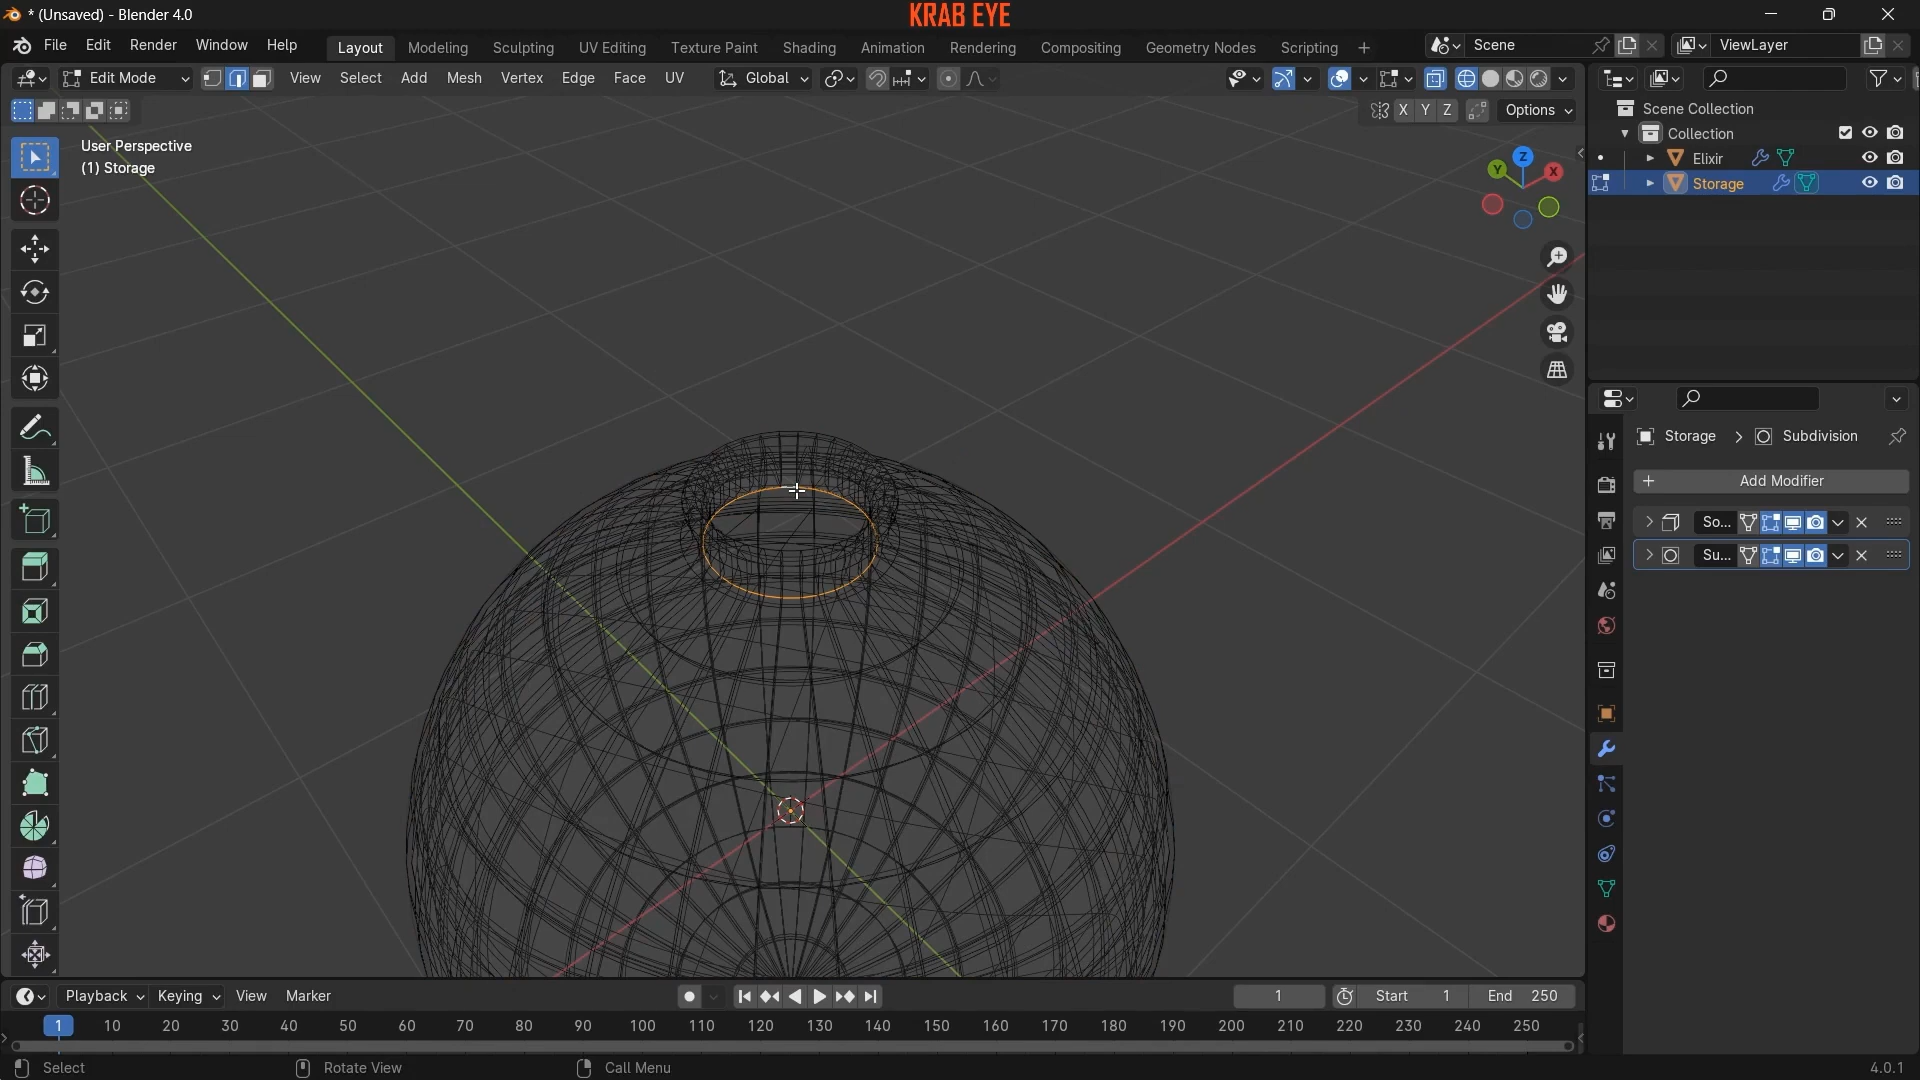 * (Unsaved) - Blender 4.0
KRAB EYE
File Edit Render Window Help
Layout Modeling Sculpting UV Editing Texture Paint Shading Animation Rendering Compositing Geometry Nodes Scripting +
Scene
ViewLayer
Edit Mode
View Select Add Mesh Vertex Edge Face UV
Global
X Y Z
Options
User Perspective
(1) Storage
Z
Y
X
Scene Collection
Collection
Elixir
Storage
Storage > Subdivision
+ Add Modifier
So...
Su...
Playback Keying View Marker
1
Start 1
End 250
1 10 20 30 40 50 60 70 80 90 100 110 120 130 140 150 160 170 180 190 200 210 220 230 240 250
Select
Rotate View
Call Menu
4.0.1